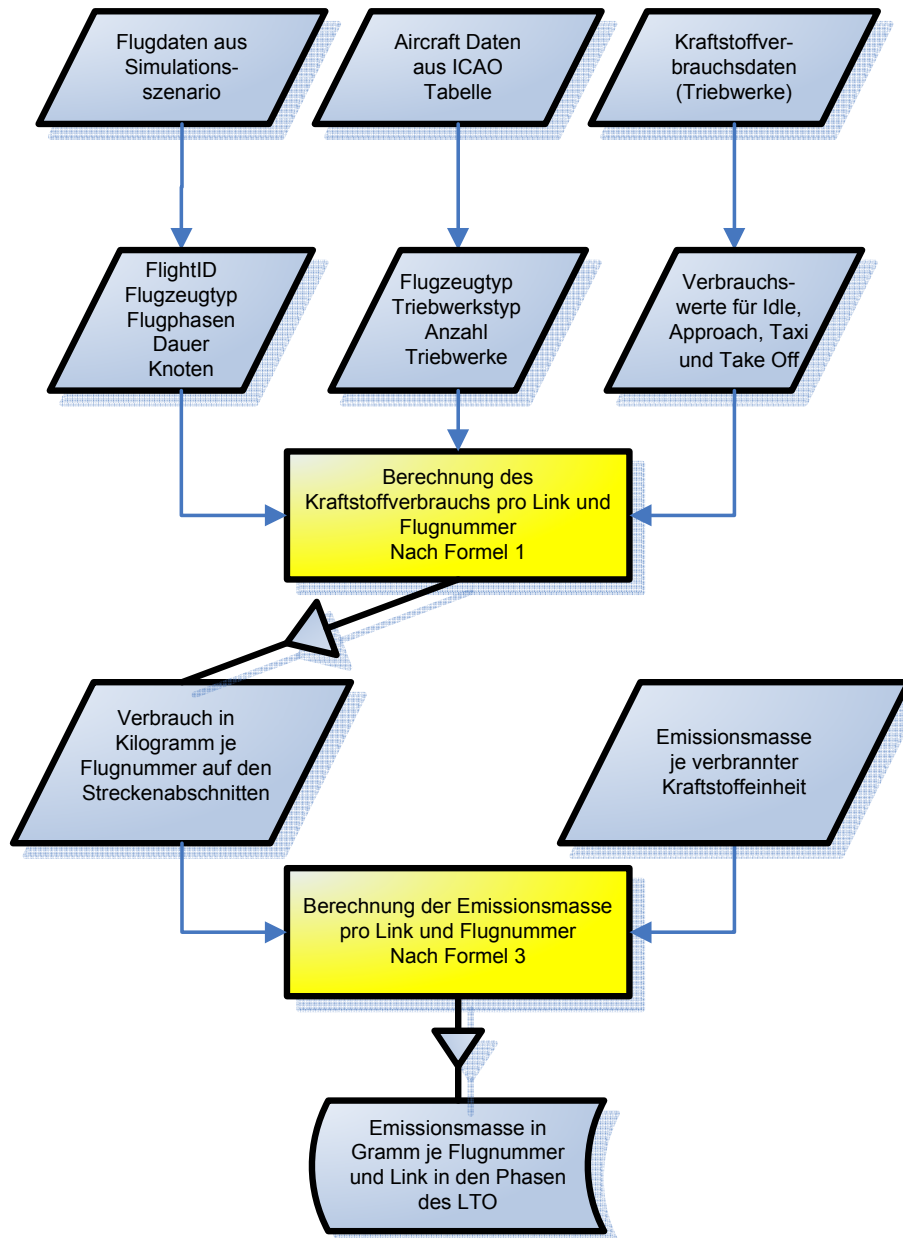 Flugdaten aus
Simulations-
szenario
Aircraft Daten
aus ICAO
Tabelle
Kraftstoffver-
brauchsdaten
(Triebwerke)
FlightID
Flugzeugtyp
Flugphasen
Dauer
Knoten
Flugzeugtyp
Triebwerkstyp
Anzahl
Triebwerke
Verbrauchs-
werte für Idle,
Approach, Taxi
und Take Off
Berechnung des
Kraftstoffverbrauchs pro Link und
Flugnummer
Nach Formel 1
Verbrauch in
Kilogramm je
Flugnummer auf den
Streckenabschnitten
Emissionsmasse
je verbrannter
Kraftstoffeinheit
Berechnung der Emissionsmasse
pro Link und Flugnummer
Nach Formel 3
Emissionsmasse in
Gramm je Flugnummer
und Link in den Phasen
des LTO